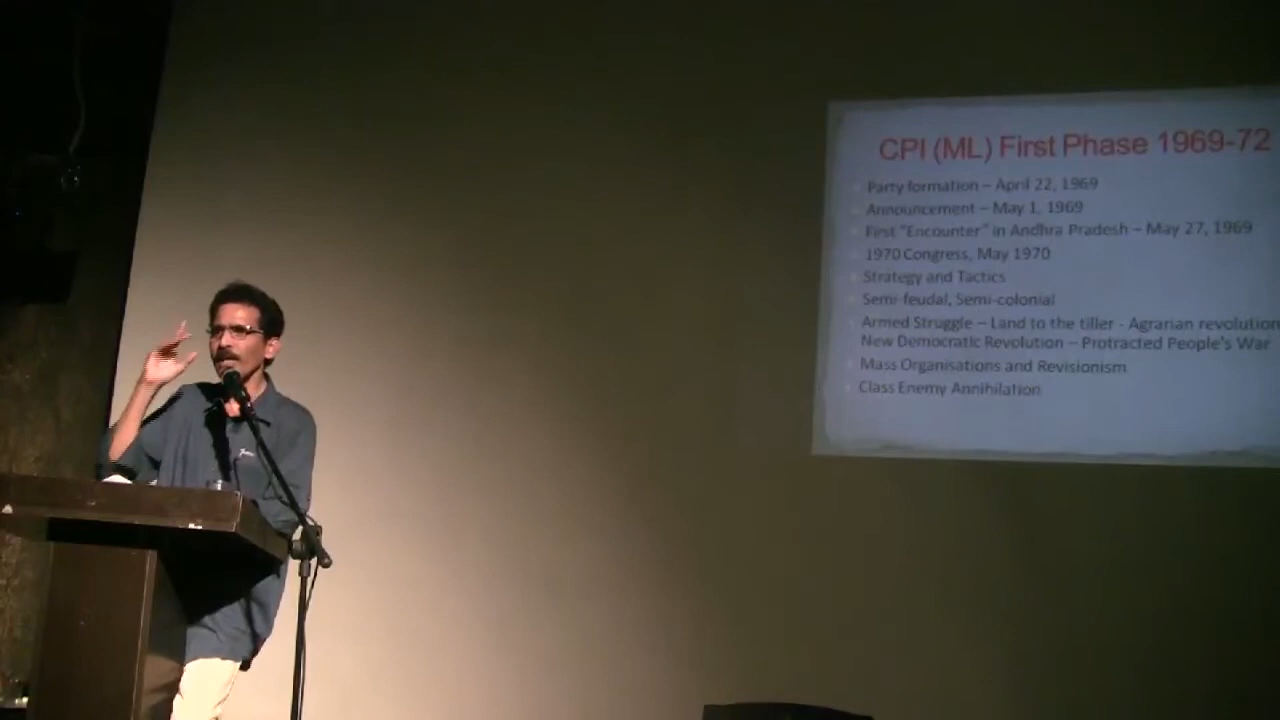 CPI (ML) First Phase 1969-72
Party formation – April 22, 1969
Announcement – May 1, 1969
First "Encounter" in Andhra Pradesh – May 27, 1969
1970 Congress, May 1970
Strategy and Tactics
Semi-feudal, Semi-colonial
Armed Struggle – Land to the tiller - Agrarian revolution
New Democratic Revolution – Protracted People's War
Mass Organisations and Revisionism
Class Enemy Annihilation